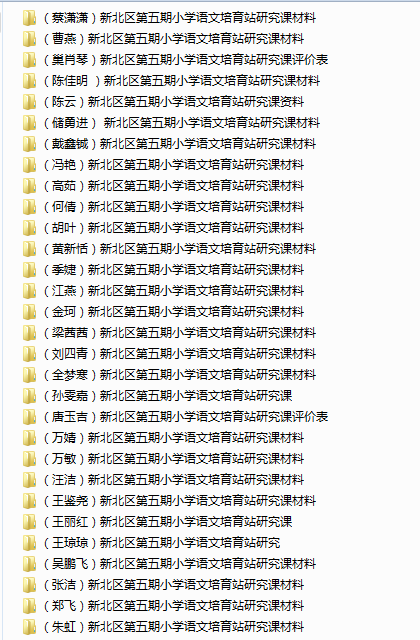 （蔡潇潇）新北区第五期小学语文培育站研究课材料
（曹燕）新北区第五期小学语文培育站研究课材料
（巢肖琴）新北区第五期小学语文培育站研究课评价表
（陈佳明 ）新北区第五期小学语文培育站研究课材料
（陈云）新北区第五期小学语文培育站研究课资料
（储勇进） 新北区第五期小学语文培育站研究课材料
（戴鑫铖）新北区第五期小学语文培育站研究课材料
（冯艳）新北区第五期小学语文培育站研究课材料
（高茹）新北区第五期小学语文培育站研究课材料
（何倩）新北区第五期小学语文培育站研究课材料
（胡叶）新北区第五期小学语文培育站研究课材料
（黄新恬）新北区第五期小学语文培育站研究课材料
（季婕）新北区第五期小学语文培育站研究课材料
（江燕）新北区第五期小学语文培育站研究课材料
（金珂）新北区第五期小学语文培育站研究课材料
（梁茜茜）新北区第五期小学语文培育站研究课材料
（刘四青）新北区第五期小学语文培育站研究课材料
（全梦寒）新北区第五期小学语文培育站研究课材料
（孙雯嘉）新北区第五期小学语文培育站研究课
（唐玉吉）新北区第五期小学语文培育站研究课评价表
（万婧）新北区第五期小学语文培育站研究课材料
（万敏）新北区第五期小学语文培育站研究课材料
（汪洁）新北区第五期小学语文培育站研究课材料
（王鉴尧）新北区第五期小学语文培育站研究课材料
（王丽红）新北区第五期小学语文培育站研究课
（王琼琼）新北区第五期小学语文培育站研究
（吴鹏飞）新北区第五期小学语文培育站研究课材料
（张洁）新北区第五期小学语文培育站研究课材料
（郑飞）新北区第五期小学语文培育站研究课材料
（朱虹）新北区第五期小学语文培育站研究课材料